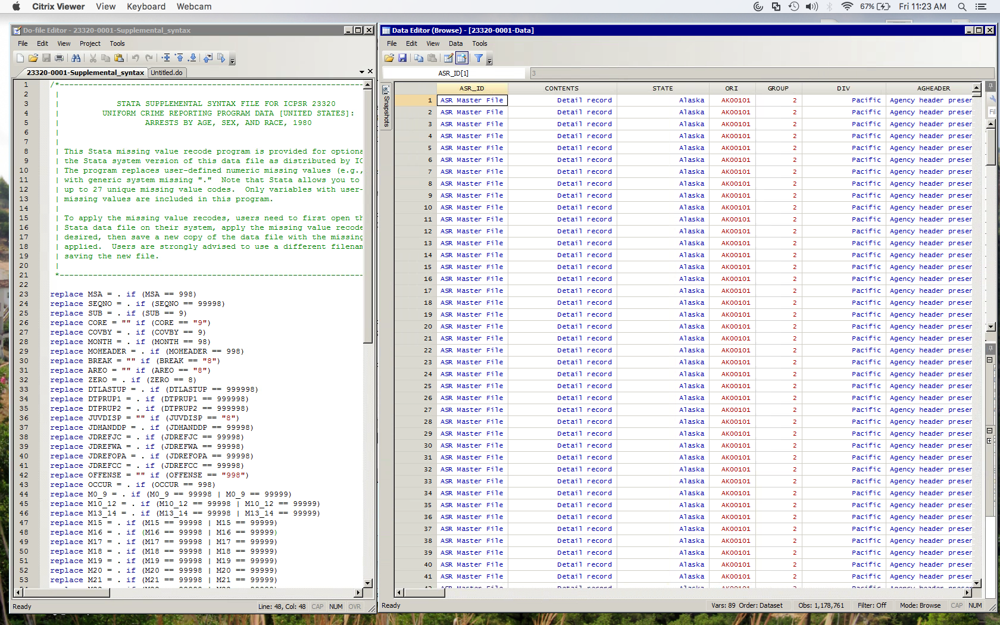 Citrix Viewer View Keyboard Webcam 67% Fri 11:23 AM
Do-file Editor - 23320-0001-Supplemental_syntax
File Edit View Project Tools
23320-0001-Supplemental_syntax Untitled.do
1 /*--------------------------------------------------------------
2 |
3 | STATA SUPPLEMENTAL SYNTAX FILE FOR ICPSR 23320
4 | UNIFORM CRIME REPORTING PROGRAM DATA [UNITED STATES]:
5 | ARRESTS BY AGE, SEX, AND RACE, 1980
6 |
7 |
8 | This Stata missing value recode program is provided for optiona
9 | the Stata system version of this data file as distributed by IC
10 | The program replaces user-defined numeric missing values (e.g.,
11 | with generic system missing "." Note that Stata allows you to
12 | up to 27 unique missing value codes. Only variables with user-
13 | missing values are included in this program.
14 |
15 | To apply the missing value recodes, users need to first open th
16 | Stata data file on their system, apply the missing value recode
17 | desired, then save a new copy of the data file with the missing
18 | applied. Users are strongly advised to use a different filenam
19 | saving the new file.
20 |
21 *--------------------------------------------------------------
22
23 replace MSA = . if (MSA == 998)
24 replace SEQNO = . if (SEQNO == 99998)
25 replace SUB = . if (SUB == 9)
26 replace CORE = "" if (CORE == "9")
27 replace COVBY = . if (COVBY == 9)
28 replace MONTH = . if (MONTH == 98)
29 replace MOHEADER = . if (MOHEADER == 998)
30 replace BREAK = "" if (BREAK == "8")
31 replace AREO = "" if (AREO == "8")
32 replace ZERO = . if (ZERO == 8)
33 replace DTLASTUP = . if (DTLASTUP == 999998)
34 replace DTPRUP1 = . if (DTPRUP1 == 999998)
35 replace DTPRUP2 = . if (DTPRUP2 == 999998)
36 replace JUVDISP = "" if (JUVDISP == "8")
37 replace JDHANDDP = . if (JDHANDDP == 99998)
38 replace JDREFJC = . if (JDREFJC == 99998)
39 replace JDREFWA = . if (JDREFWA == 99998)
40 replace JDREFOPA = . if (JDREFOPA == 99998)
41 replace JDREFCC = . if (JDREFCC == 99998)
42 replace OFFENSE = "" if (OFFENSE == "998")
43 replace OCCUR = . if (OCCUR == 998)
44 replace M0_9 = . if (M0_9 == 99998 | M0_9 == 99999)
45 replace M10_12 = . if (M10_12 == 99998 | M10_12 == 99999)
46 replace M13_14 = . if (M13_14 == 99998 | M13_14 == 99999)
47 replace M15 = . if (M15 == 99998 | M15 == 99999)
48 replace M16 = . if (M16 == 99998 | M16 == 99999)
49 replace M17 = . if (M17 == 99998 | M17 == 99999)
50 replace M18 = . if (M18 == 99998 | M18 == 99999)
51 replace M19 = . if (M19 == 99998 | M19 == 99999)
52 replace M20 = . if (M20 == 99998 | M20 == 99999)
53 replace M21 = . if (M21 == 99998 | M21 == 99999)
Ready Line: 48, Col: 48 CAP NUM OVR
Data Editor (Browse) - [23320-0001-Data]
File Edit View Data Tools
ASR_ID[1] 3
Snapshots
ASR_ID CONTENTS STATE ORI GROUP DIV AGHEADER
1 ASR Master File Detail record Alaska AK00101 2 Pacific Agency header preser
2 ASR Master File Detail record Alaska AK00101 2 Pacific Agency header preser
3 ASR Master File Detail record Alaska AK00101 2 Pacific Agency header preser
4 ASR Master File Detail record Alaska AK00101 2 Pacific Agency header preser
5 ASR Master File Detail record Alaska AK00101 2 Pacific Agency header preser
6 ASR Master File Detail record Alaska AK00101 2 Pacific Agency header preser
7 ASR Master File Detail record Alaska AK00101 2 Pacific Agency header preser
8 ASR Master File Detail record Alaska AK00101 2 Pacific Agency header preser
9 ASR Master File Detail record Alaska AK00101 2 Pacific Agency header preser
10 ASR Master File Detail record Alaska AK00101 2 Pacific Agency header preser
11 ASR Master File Detail record Alaska AK00101 2 Pacific Agency header preser
12 ASR Master File Detail record Alaska AK00101 2 Pacific Agency header preser
13 ASR Master File Detail record Alaska AK00101 2 Pacific Agency header preser
14 ASR Master File Detail record Alaska AK00101 2 Pacific Agency header preser
15 ASR Master File Detail record Alaska AK00101 2 Pacific Agency header preser
16 ASR Master File Detail record Alaska AK00101 2 Pacific Agency header preser
17 ASR Master File Detail record Alaska AK00101 2 Pacific Agency header preser
18 ASR Master File Detail record Alaska AK00101 2 Pacific Agency header preser
19 ASR Master File Detail record Alaska AK00101 2 Pacific Agency header preser
20 ASR Master File Detail record Alaska AK00101 2 Pacific Agency header preser
21 ASR Master File Detail record Alaska AK00101 2 Pacific Agency header preser
22 ASR Master File Detail record Alaska AK00101 2 Pacific Agency header preser
23 ASR Master File Detail record Alaska AK00101 2 Pacific Agency header preser
24 ASR Master File Detail record Alaska AK00101 2 Pacific Agency header preser
25 ASR Master File Detail record Alaska AK00101 2 Pacific Agency header preser
26 ASR Master File Detail record Alaska AK00101 2 Pacific Agency header preser
27 ASR Master File Detail record Alaska AK00101 2 Pacific Agency header preser
28 ASR Master File Detail record Alaska AK00101 2 Pacific Agency header preser
29 ASR Master File Detail record Alaska AK00101 2 Pacific Agency header preser
30 ASR Master File Detail record Alaska AK00101 2 Pacific Agency header preser
31 ASR Master File Detail record Alaska AK00101 2 Pacific Agency header preser
32 ASR Master File Detail record Alaska AK00101 2 Pacific Agency header preser
33 ASR Master File Detail record Alaska AK00101 2 Pacific Agency header preser
34 ASR Master File Detail record Alaska AK00101 2 Pacific Agency header preser
35 ASR Master File Detail record Alaska AK00101 2 Pacific Agency header preser
36 ASR Master File Detail record Alaska AK00101 2 Pacific Agency header preser
37 ASR Master File Detail record Alaska AK00101 2 Pacific Agency header preser
38 ASR Master File Detail record Alaska AK00101 2 Pacific Agency header preser
39 ASR Master File Detail record Alaska AK00101 2 Pacific Agency header preser
40 ASR Master File Detail record Alaska AK00101 2 Pacific Agency header preser
41 ASR Master File Detail record Alaska AK00101 2 Pacific Agency header preser
Ready Vars: 89 Order: Dataset Obs: 1,178,761 Filter: Off Mode: Browse CAP NUM